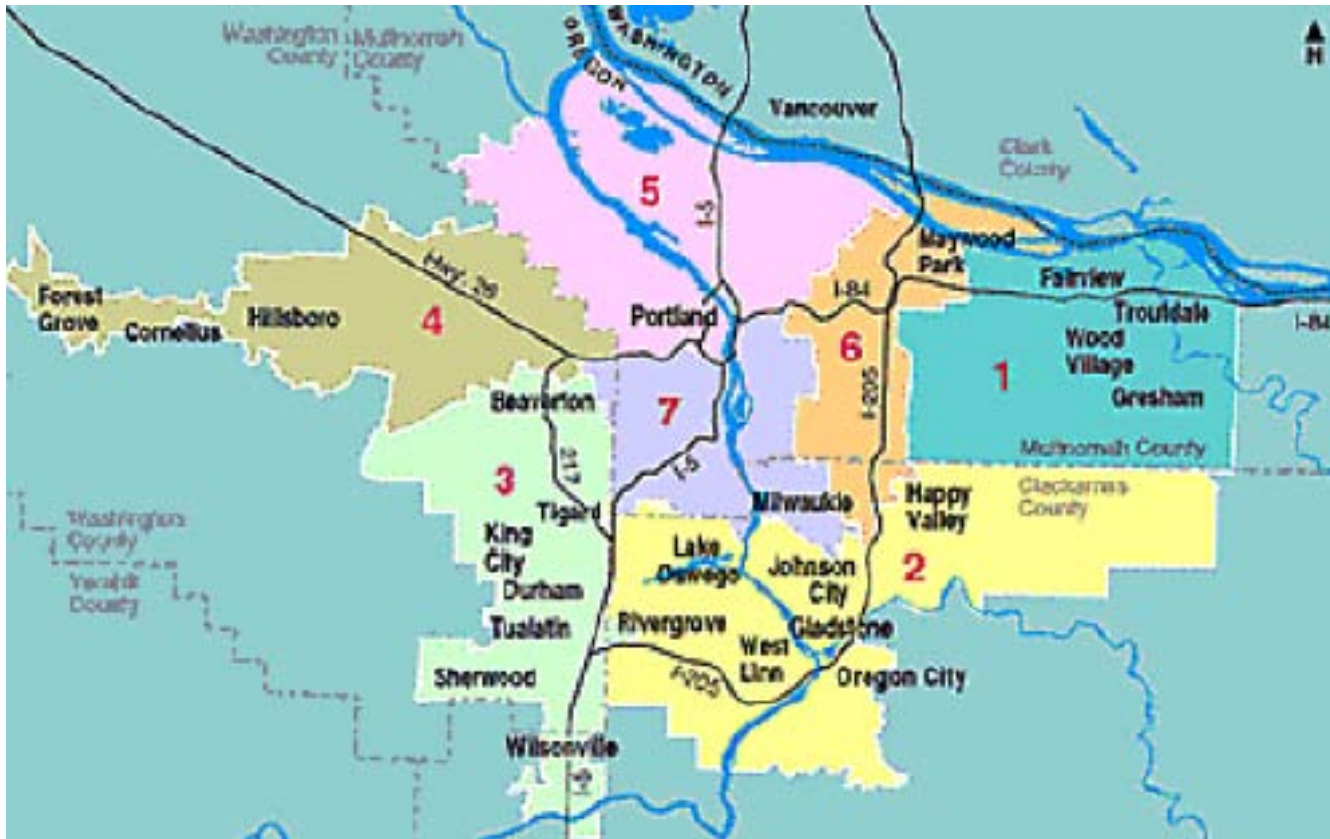 Washington
County
Multnomah
County
OREGON
WASHINGTON
N
Vancouver
Clark
County
5
I-5
Maywood
Park
Hwy. 26
I-84
Fairview
Troutdale
I-84
Forest
Grove
Cornelius
Hillsboro
4
Portland
6
Wood
Village
1
Gresham
I-205
Beaverton
7
217
I-5
Multnomah County
Clackamas
County
3
Tigard
Milwaukie
Happy
Valley
Washington
County
Yamhill
County
King
City
Durham
Lake
Oswego
Johnson
City
2
Tualatin
Rivergrove
Gladstone
West
Linn
Sherwood
I-205
Oregon City
Wilsonville
I-5